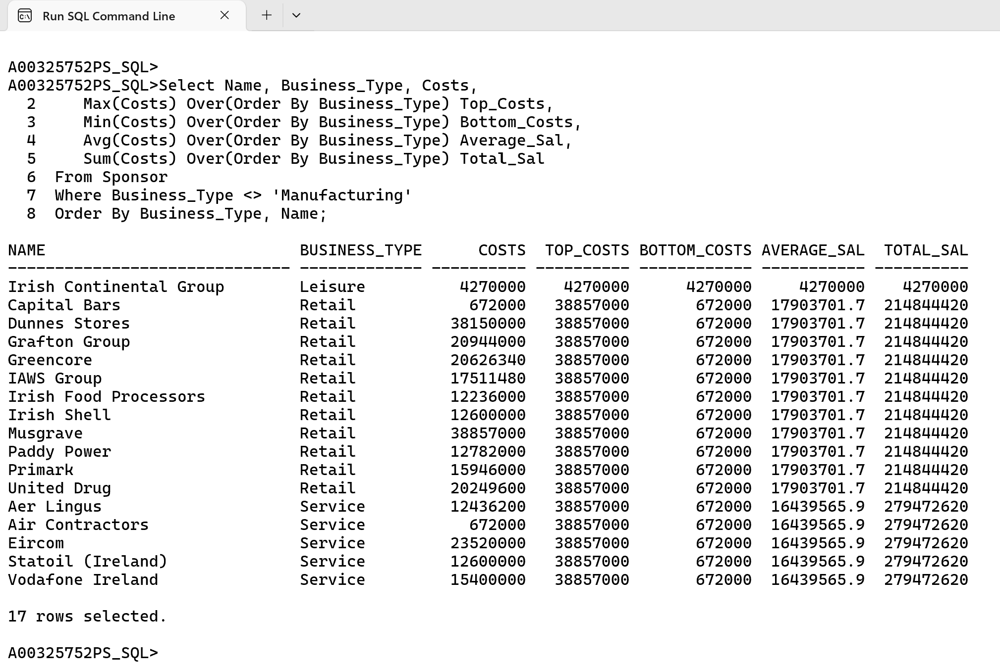 Run SQL Command Line
A00325752PS_SQL>
A00325752PS_SQL>Select Name, Business_Type, Costs,
  2     Max(Costs) Over(Order By Business_Type) Top_Costs,
  3     Min(Costs) Over(Order By Business_Type) Bottom_Costs,
  4     Avg(Costs) Over(Order By Business_Type) Average_Sal,
  5     Sum(Costs) Over(Order By Business_Type) Total_Sal
  6  From Sponsor
  7  Where Business_Type <> 'Manufacturing'
  8  Order By Business_Type, Name;
NAME                           BUSINESS_TYPE      COSTS  TOP_COSTS BOTTOM_COSTS AVERAGE_SAL  TOTAL_SAL
------------------------------ ------------- ---------- ---------- ------------ ----------- ----------
Irish Continental Group        Leisure          4270000    4270000      4270000     4270000    4270000
Capital Bars                   Retail            672000   38857000       672000  17903701.7  214844420
Dunnes Stores                  Retail          38150000   38857000       672000  17903701.7  214844420
Grafton Group                  Retail          20944000   38857000       672000  17903701.7  214844420
Greencore                      Retail          20626340   38857000       672000  17903701.7  214844420
IAWS Group                     Retail          17511480   38857000       672000  17903701.7  214844420
Irish Food Processors          Retail          12236000   38857000       672000  17903701.7  214844420
Irish Shell                    Retail          12600000   38857000       672000  17903701.7  214844420
Musgrave                       Retail          38857000   38857000       672000  17903701.7  214844420
Paddy Power                    Retail          12782000   38857000       672000  17903701.7  214844420
Primark                        Retail          15946000   38857000       672000  17903701.7  214844420
United Drug                    Retail          20249600   38857000       672000  17903701.7  214844420
Aer Lingus                     Service         12436200   38857000       672000  16439565.9  279472620
Air Contractors                Service           672000   38857000       672000  16439565.9  279472620
Eircom                         Service         23520000   38857000       672000  16439565.9  279472620
Statoil (Ireland)              Service         12600000   38857000       672000  16439565.9  279472620
Vodafone Ireland               Service         15400000   38857000       672000  16439565.9  279472620
17 rows selected.
A00325752PS_SQL>